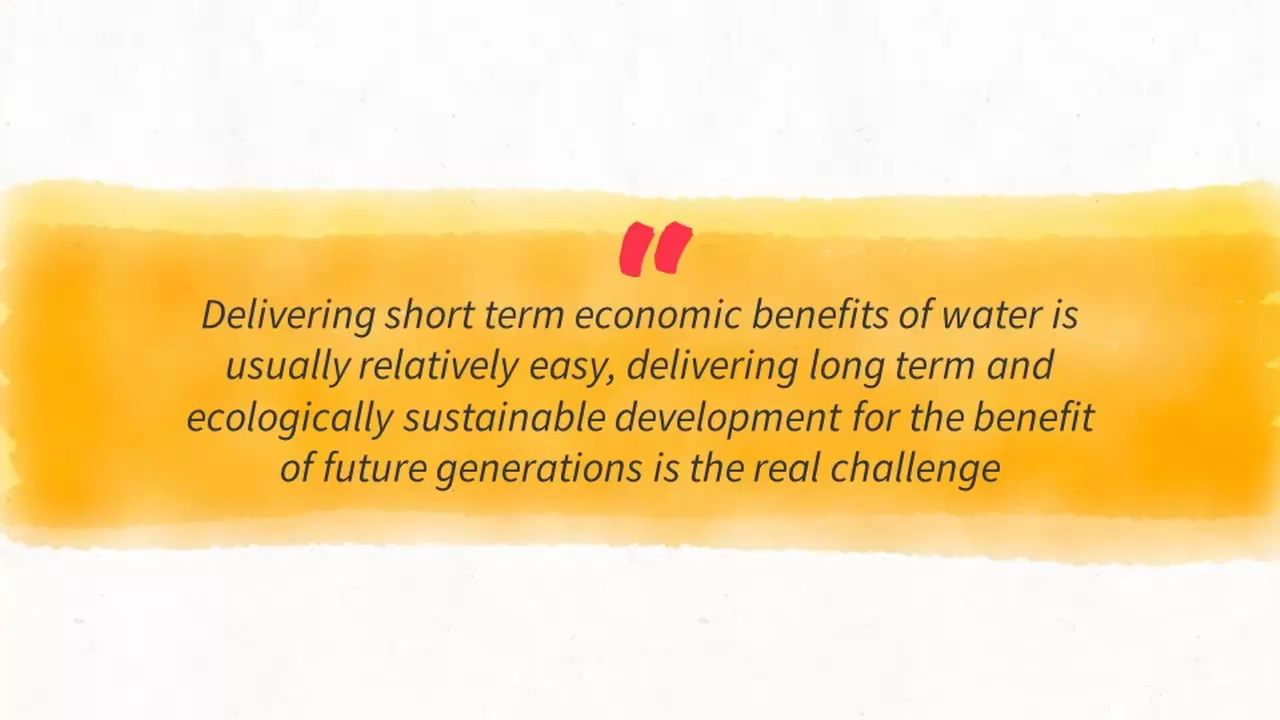 "
Delivering short term economic benefits of water is
usually relatively easy, delivering long term and
ecologically sustainable development for the benefit
of future generations is the real challenge